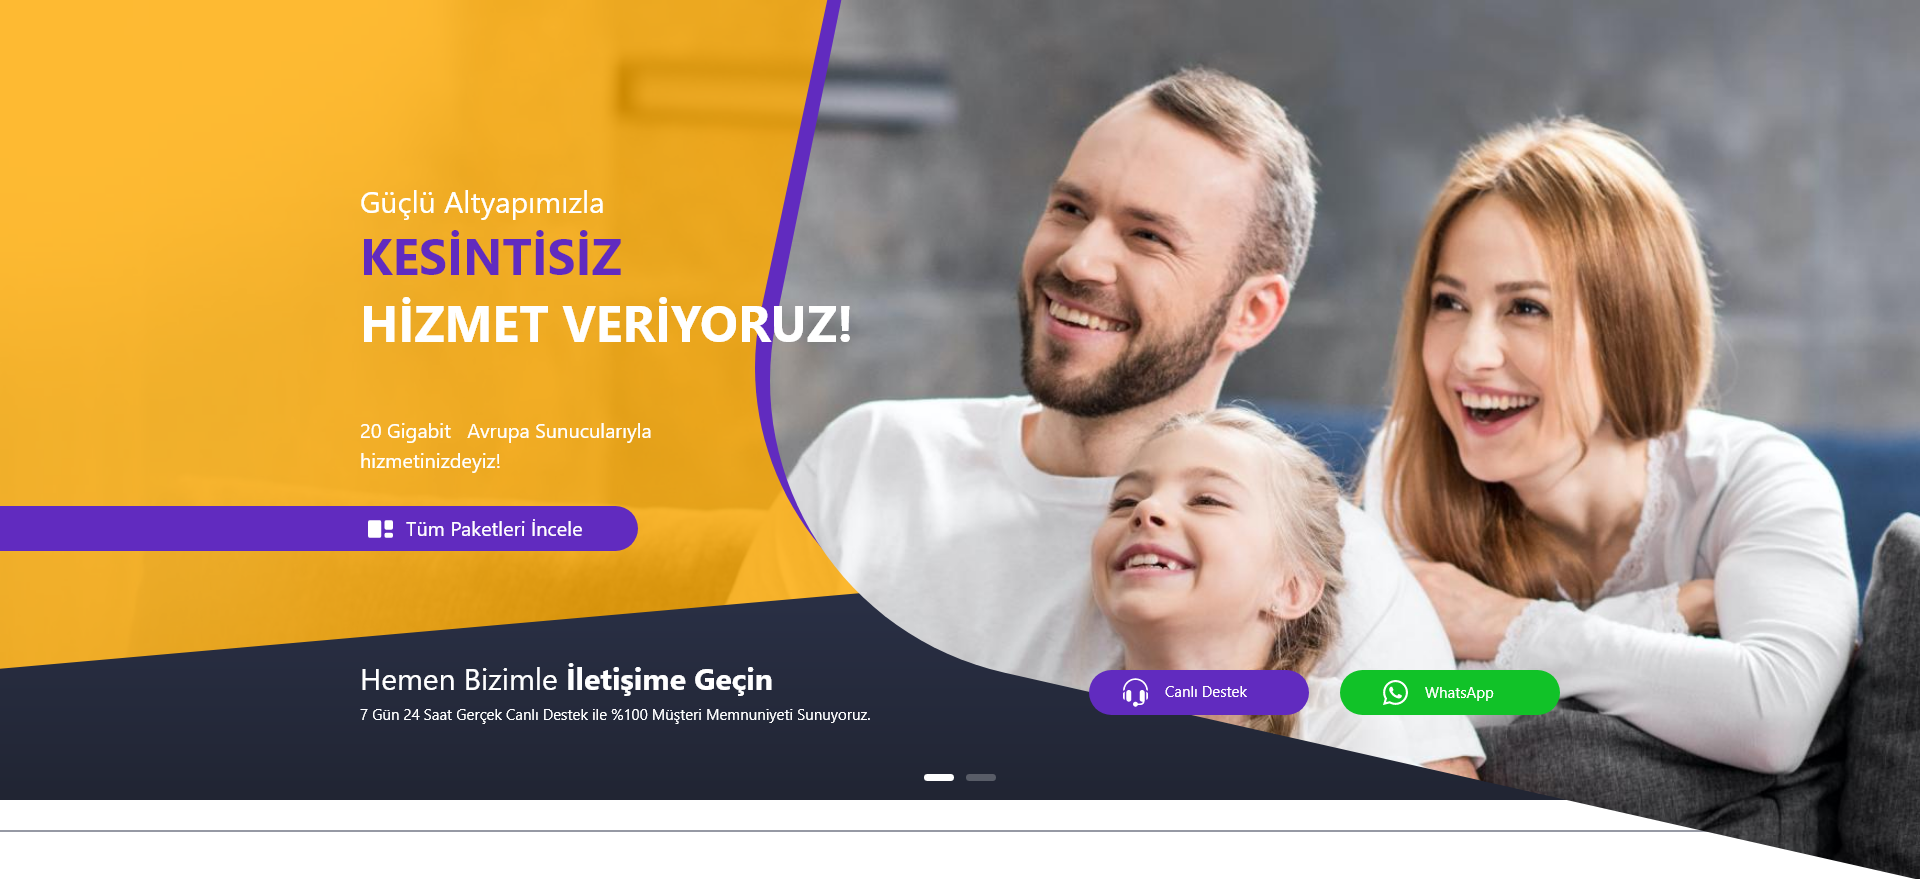 Güçlü Altyapımızla
KESİNTİSİZ
HİZMET VERİYORUZ!
20 Gigabit Avrupa Sunucularıyla
hizmetinizdeyiz!
Tüm Paketleri İncele
Hemen Bizimle İletişime Geçin
7 Gün 24 Saat Gerçek Canlı Destek ile %100 Müşteri Memnuniyeti Sunuyoruz.
Canlı Destek
WhatsApp